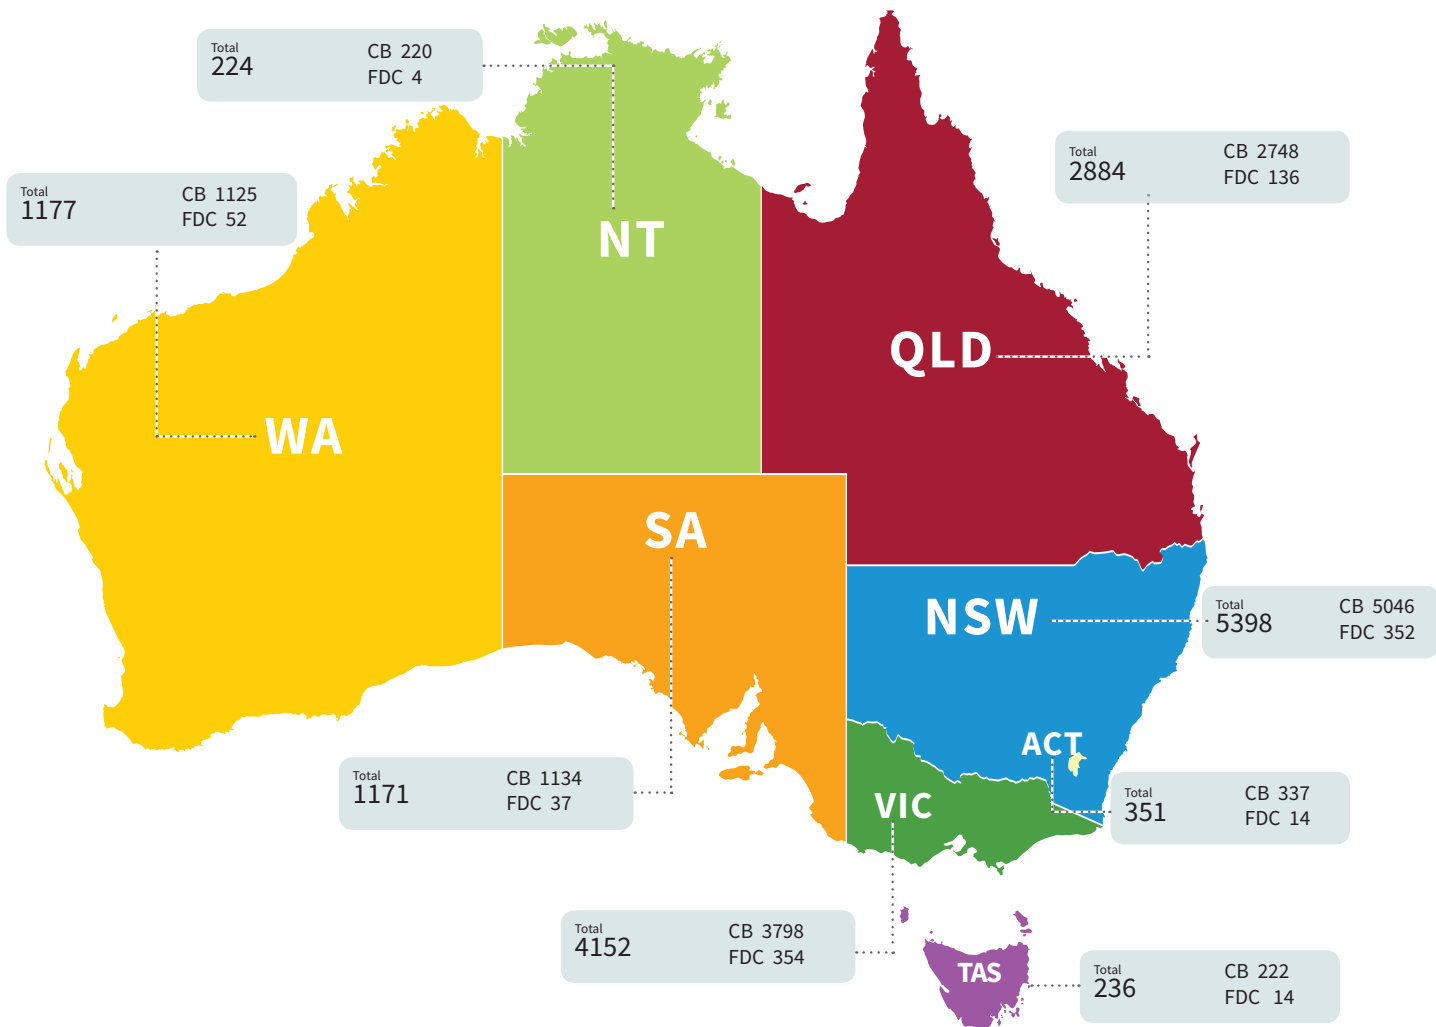 Total
224
CB 220
FDC 4
Total
1177
CB 1125
FDC 52
Total
2884
CB 2748
FDC 136
NT
QLD
WA
SA
NSW
Total
5398
CB 5046
FDC 352
ACT
Total
1171
CB 1134
FDC 37
VIC
Total
351
CB 337
FDC 14
Total
4152
CB 3798
FDC 354
TAS
Total
236
CB 222
FDC 14